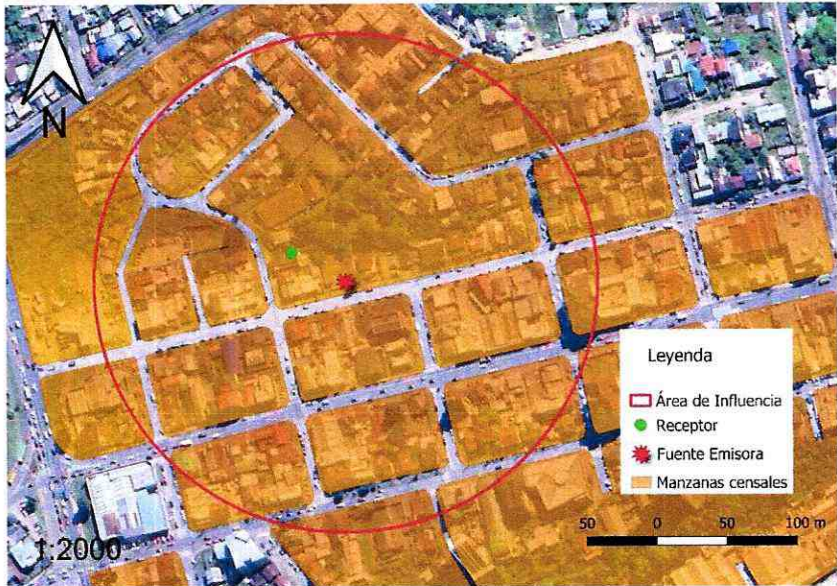 N
Leyenda
Área de Influencia
Receptor
Fuente Emisora
Manzanas censales
50 0 50 100 m
1:2000